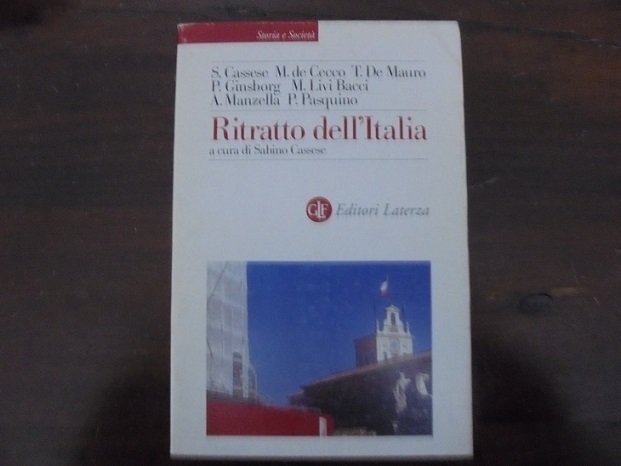 Storia e Società
S. Cassese M. de Cecco T. De Mauro
P. Ginsborg M. Livi Bacci
A. Manzella P. Pasquino
Ritratto dell'Italia
a cura di Sabino Cassese
GLF Editori Laterza